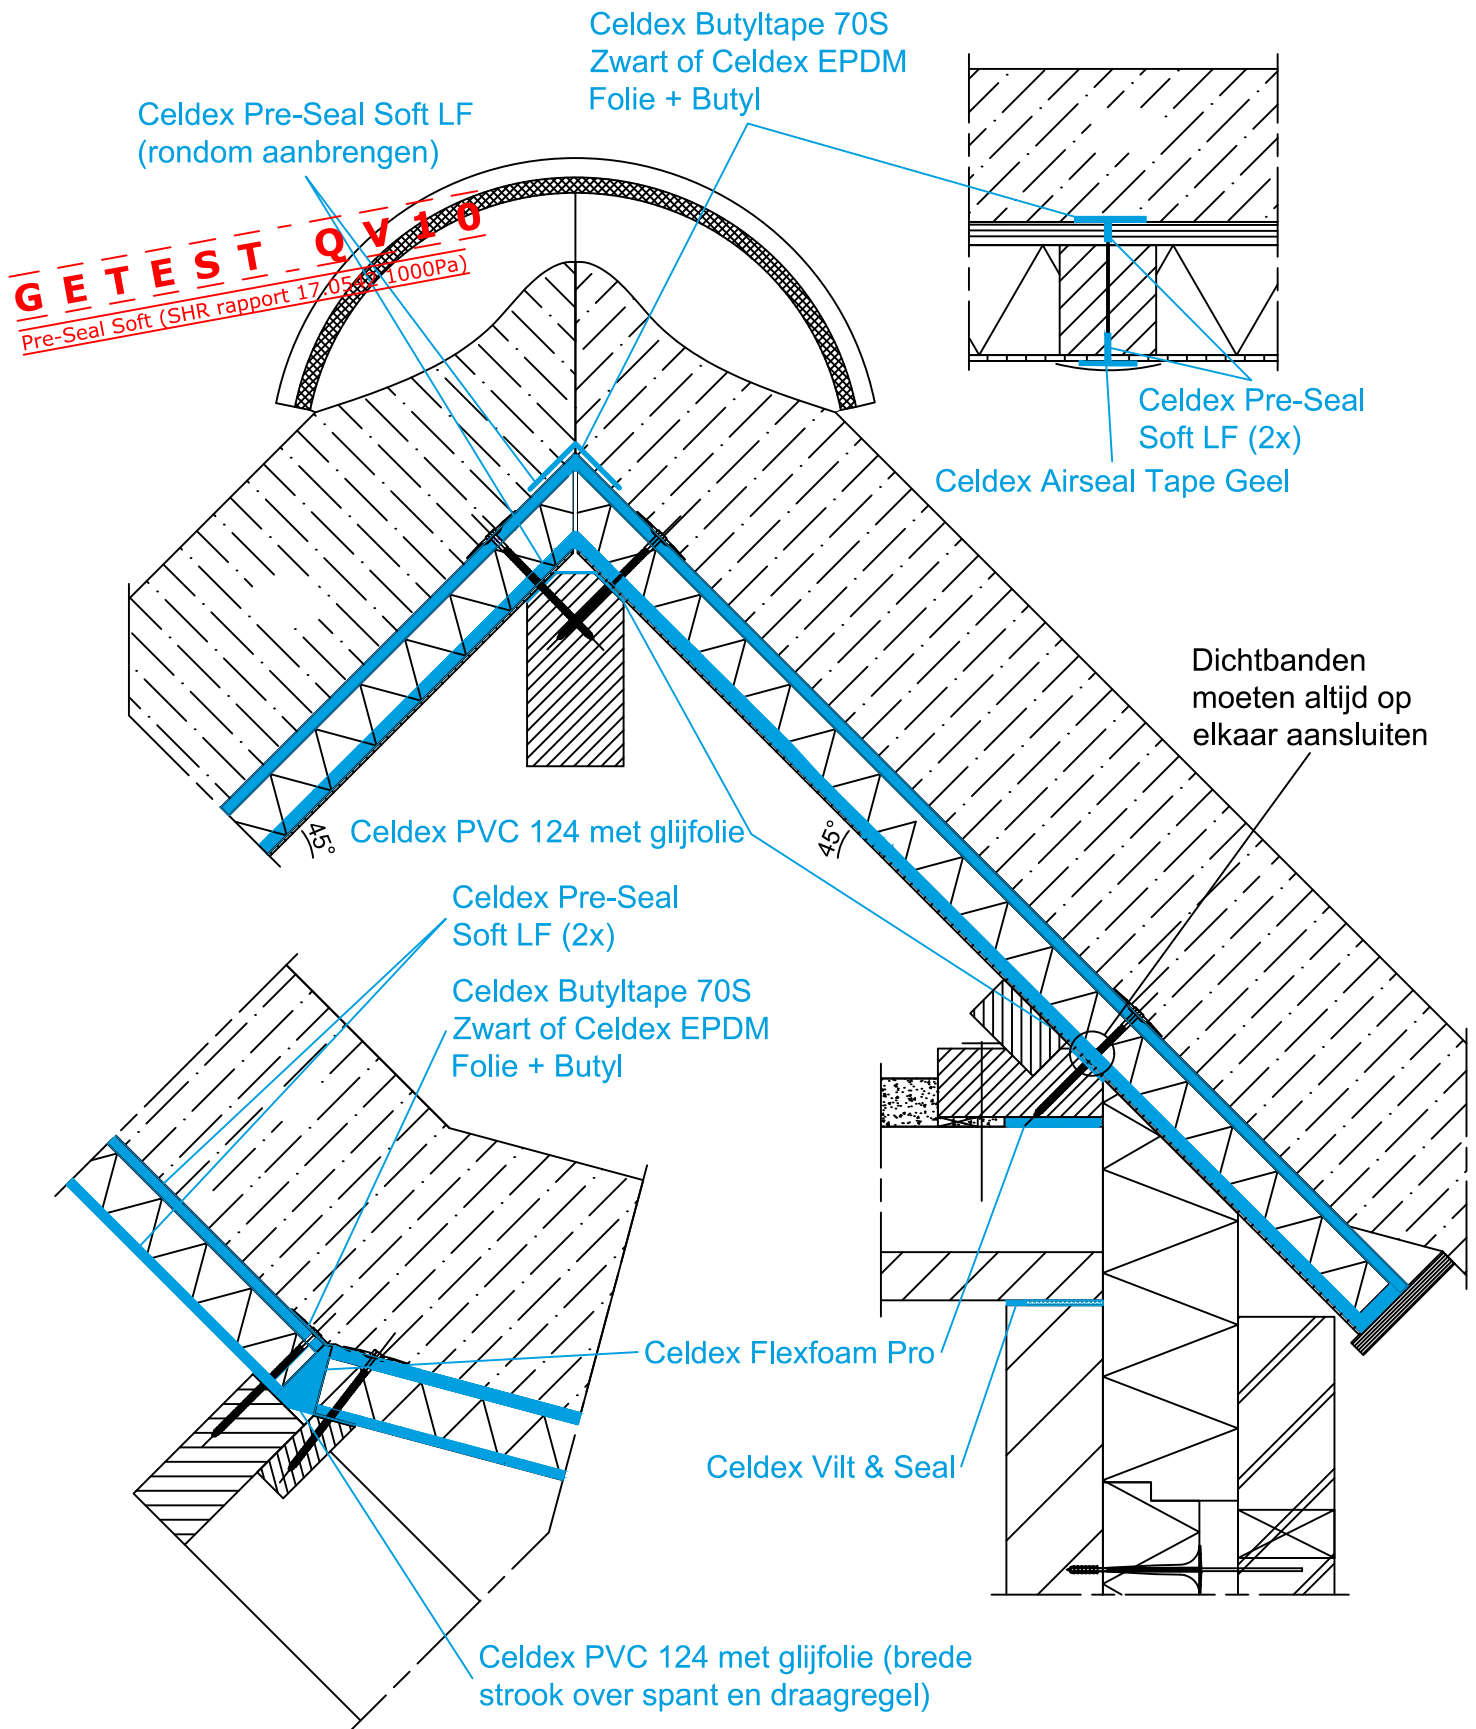 Celdex Butyltape 70S
Zwart of Celdex EPDM
Folie + Butyl
Celdex Pre-Seal Soft LF
(rondom aanbrengen)
GETEST QV10
Pre-Seal Soft (SHR rapport 17.0542 1000Pa)
Celdex Pre-Seal
Soft LF (2x)
Celdex Airseal Tape Geel
Dichtbanden
moeten altijd op
elkaar aansluiten
45°
Celdex PVC 124 met glijfolie
45°
Celdex Pre-Seal
Soft LF (2x)
Celdex Butyltape 70S
Zwart of Celdex EPDM
Folie + Butyl
Celdex Flexfoam Pro
Celdex Vilt & Seal
Celdex PVC 124 met glijfolie (brede
strook over spant en draagregel)